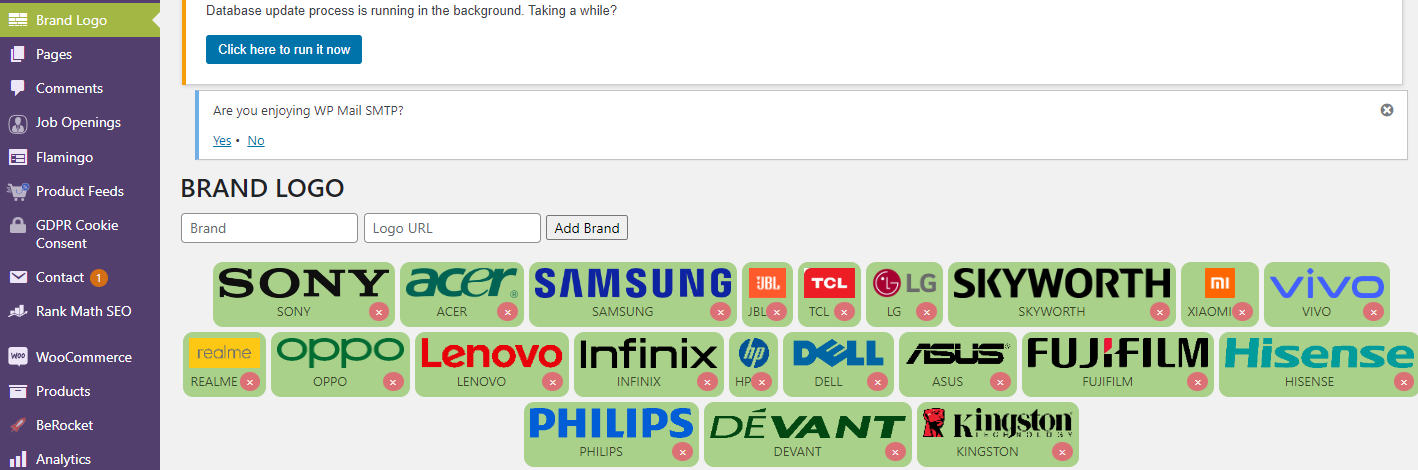 Brand Logo
Pages
Comments
Job Openings
Flamingo
Product Feeds
GDPR Cookie
Consent
Contact 1
Rank Math SEO
WOO WooCommerce
Products
BeRocket
Analytics
Database update process is running in the background. Taking a while?
Click here to run it now
Are you enjoying WP Mail SMTP?
Yes • No
BRAND LOGO
Brand Logo URL Add Brand
SONY acer® SAMSUNG JBL TCL LG SKYWORTH mi vivo
SONY × ACER × SAMSUNG × JBL × TCL × LG × SKYWORTH × XIAOMI × VIVO ×
realme oppo Lenovo Infinix hp DELL ASUS® FUJIFILM Hisense
REALME × OPPO × LENOVO × INFINIX × HP × DELL × ASUS × FUJIFILM × HISENSE ×
PHILIPS DÉVANT Kingston
TECHNOLOGY
PHILIPS × DEVANT × KINGSTON ×